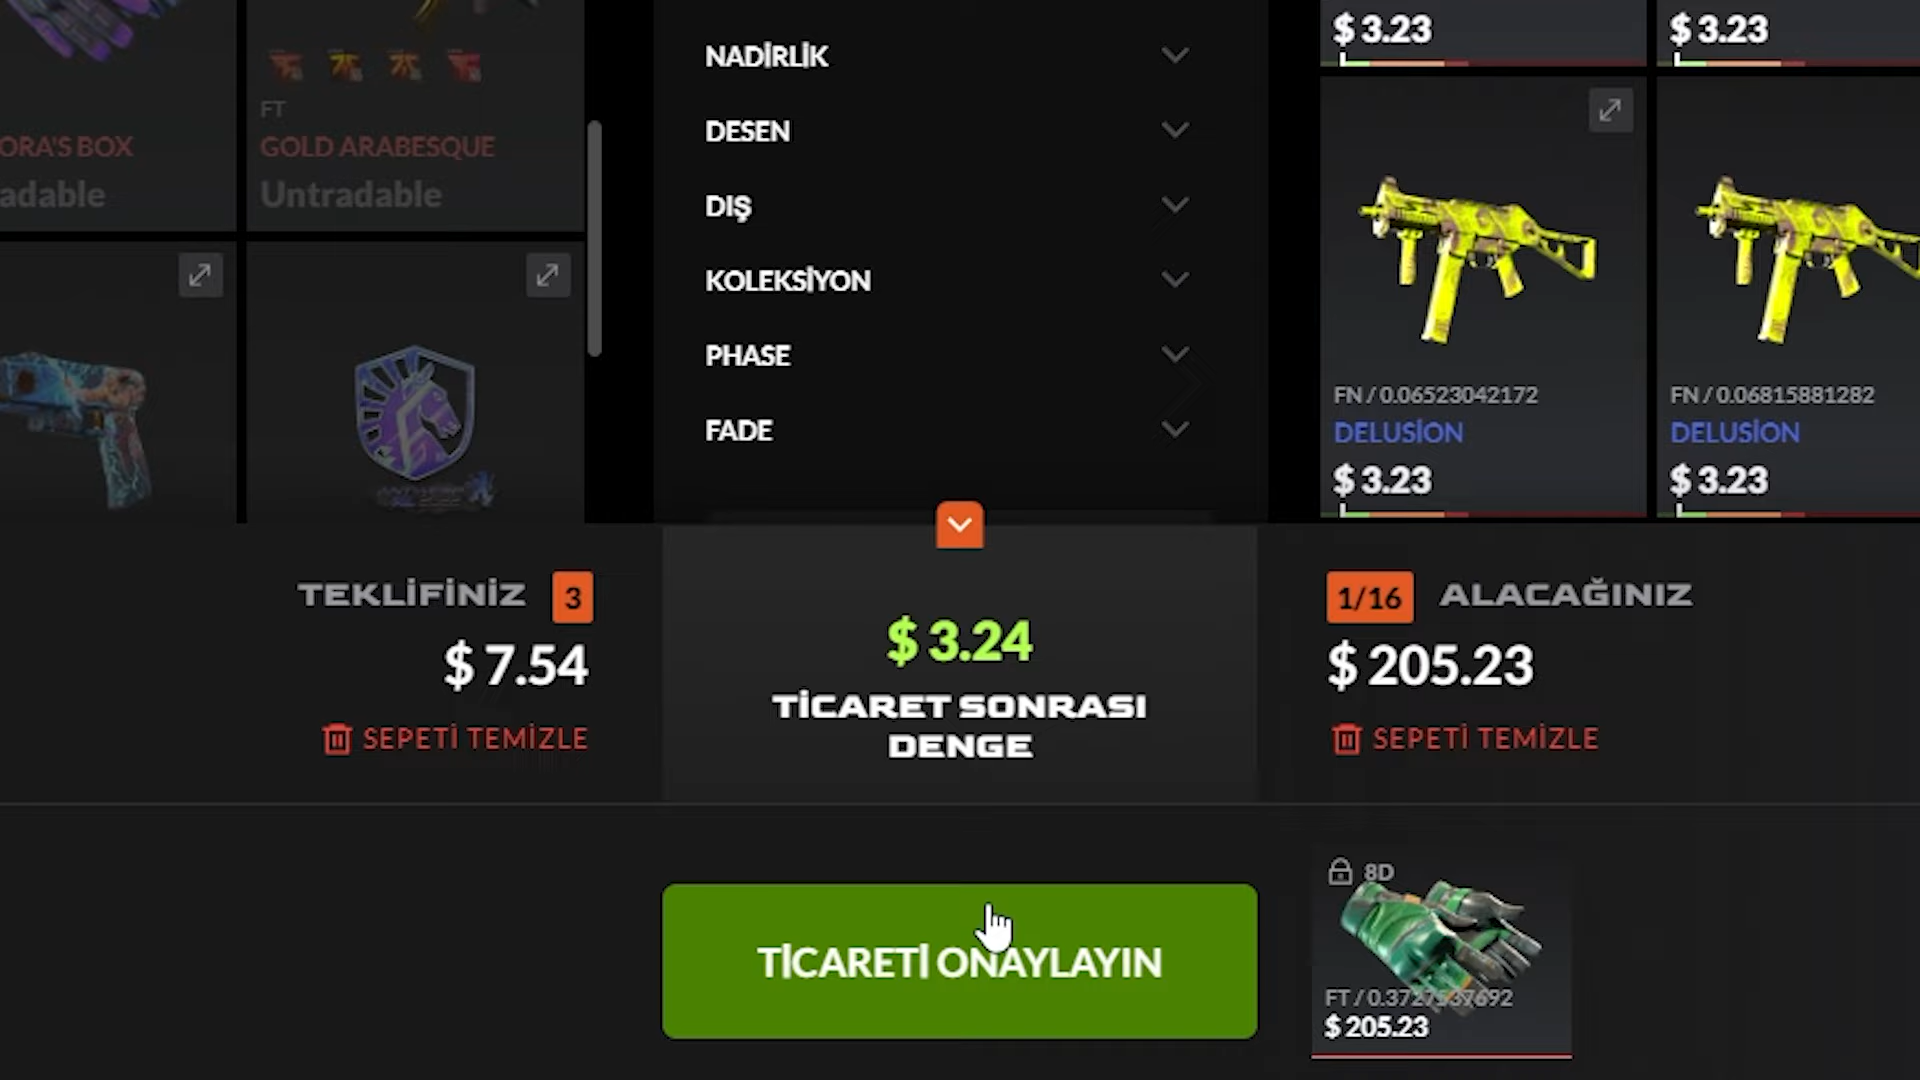 ORA'S BOX
adable
FT
GOLD ARABESQUE
Untradable
NADİRLİK
DESEN
DIŞ
KOLEKSİYON
PHASE
FADE
$ 3.23
$ 3.23
FN / 0.06523042172
DELUSİON
$ 3.23
FN / 0.06815881282
DELUSİON
$ 3.23
TEKLİFİNİZ 3
$ 7.54
SEPETİ TEMİZLE
$ 3.24
TİCARET SONRASI
DENGE
1/16 ALACAĞINIZ
$ 205.23
SEPETİ TEMİZLE
TİCARETİ ONAYLAYIN
8D
$ 205.23